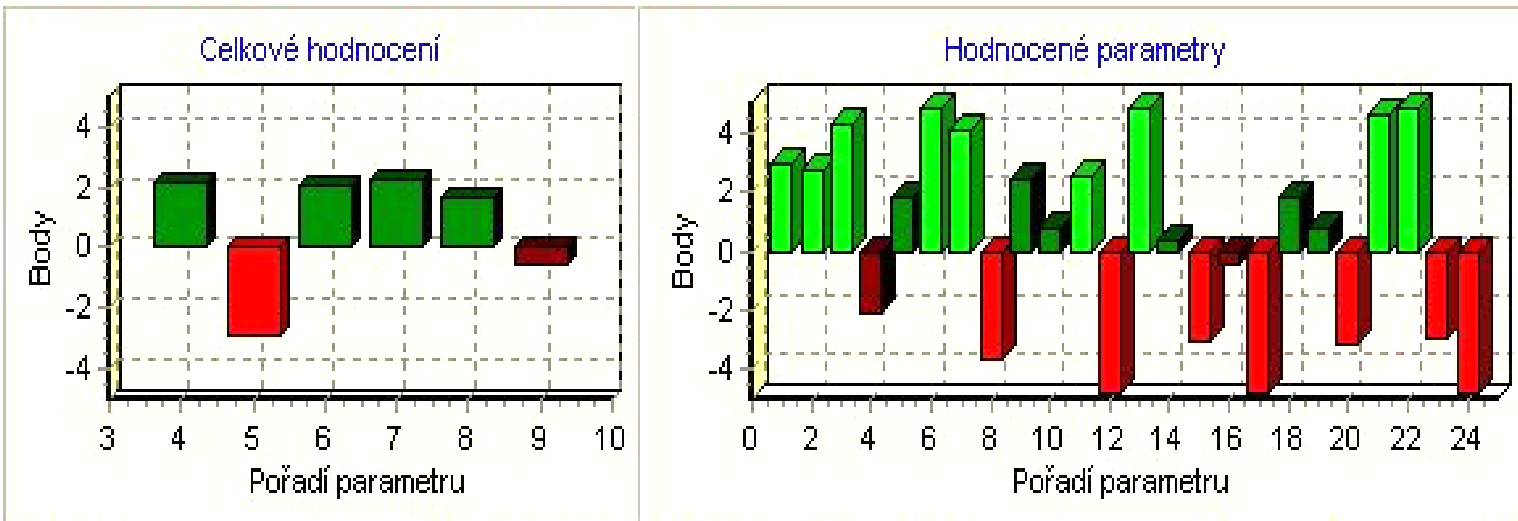 Celkové hodnocení
Body
4
2
0
-2
-4
3 4 5 6 7 8 9 10
Pořadí parametru
Hodnocené parametry
Body
4
2
0
-2
-4
0 2 4 6 8 10 12 14 16 18 20 22 24
Pořadí parametru